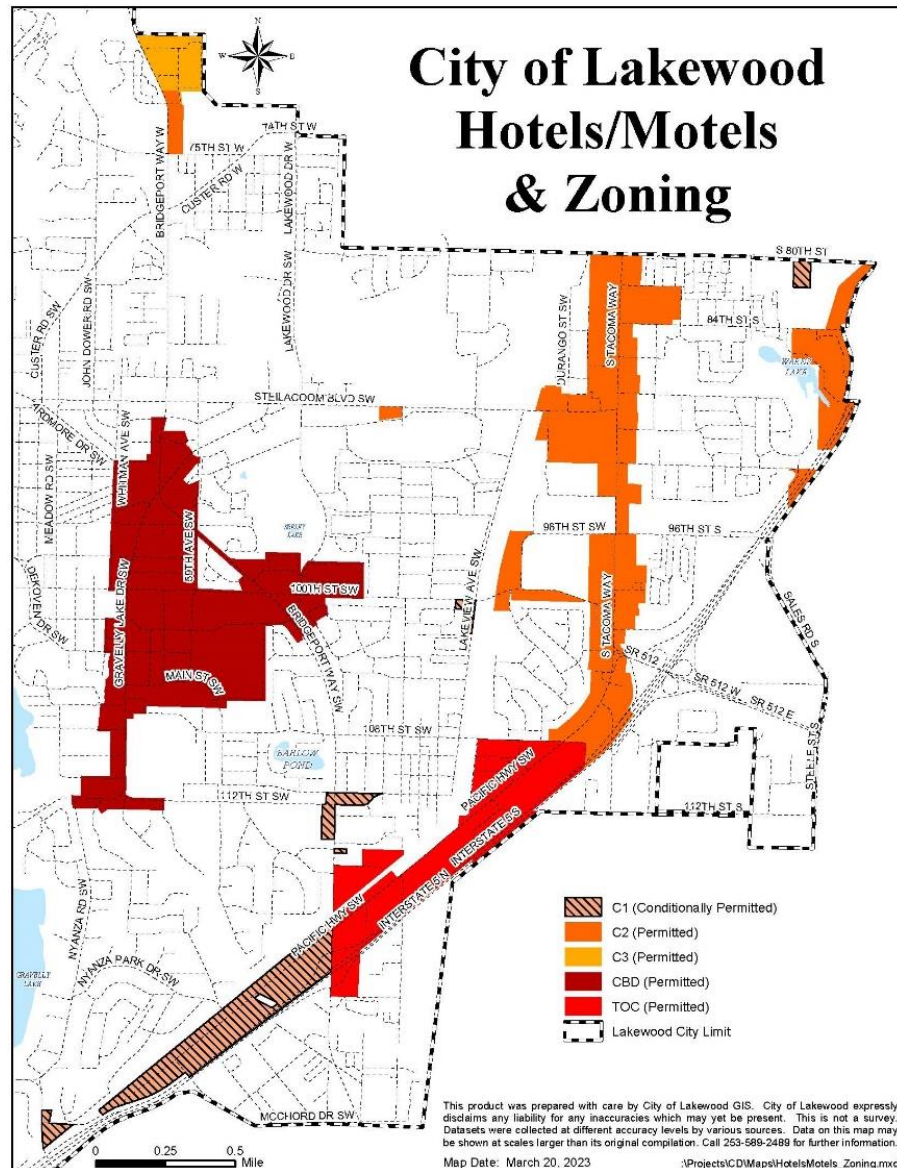 City of Lakewood
Hotels/Motels
& Zoning
N
W
E
S
74TH ST W
75TH ST W
BRIDGEPORT WAY W
CUSTER RD W
LAKEWOOD DR W
LAKEWOOD DR SW
JOHN DOWER RD SW
CUSTER RD SW
S 80TH ST
DURANGO ST SW
S TACOMA WAY
84TH ST S
STEILACOOM BLVD SW
ARDMORE DR SW
WHITMAN AVE SW
MEADOW RD SW
59TH AVE SW
DEKOVEN DR SW
GRAVELLY LAKE DR SW
100TH ST SW
BRIDGEPORT WAY SW
MAIN ST SW
LAKEVIEW AVE SW
96TH ST S
S TACOMA WAY
SALES RD S
SR 512
SR 512 W
SR 512 E
STEELE ST S
108TH ST SW
BARLOW
POND
112TH ST SW
112TH ST S
PACIFIC HWY SW
INTERSTATE 5 S
INTERSTATE 5 N
PACIFIC HWY SW
NYANZA RD SW
NYANZA PARK DR SW
GRAVELLY
LAKE
MCCHORD DR SW
C1 (Conditionally Permitted)
C2 (Permitted)
C3 (Permitted)
CBD (Permitted)
TOC (Permitted)
Lakewood City Limit
0 0.25 0.5
Mile
This product was prepared with care by City of Lakewood GIS. City of Lakewood expressly
disclaims any liability for any inaccuracies which may yet be present. This is not a survey.
Datasets were collected at different accuracy levels by various sources. Data on this map may
be shown at scales larger than its original compilation. Call 253-589-2489 for further information.
Map Date: March 20, 2023
:\Projects\CD\Maps\HotelsMotels_Zoning.mxd